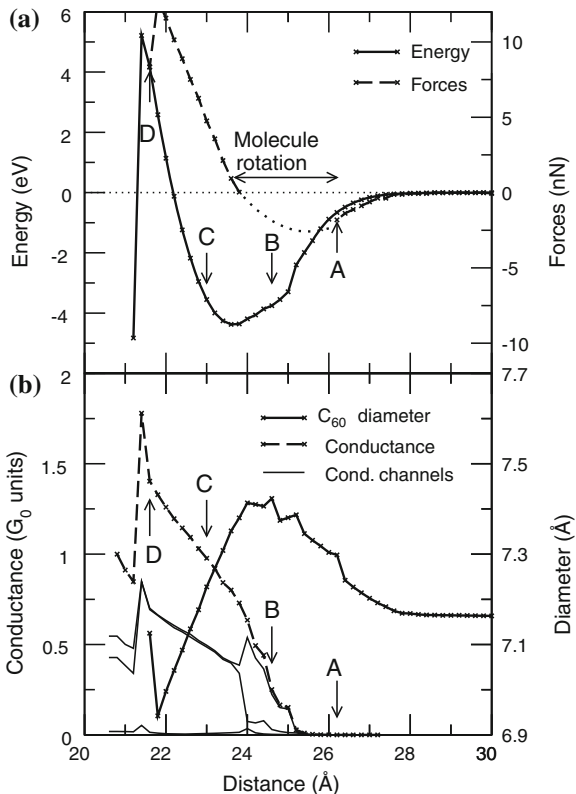 (a)
6
4
2
0
-2
-4
Energy (eV)
10
5
0
-5
-10
Forces (nN)
Energy
Forces
Molecule
rotation
D
C
B
A
(b)
2
1.5
1
0.5
0
Conductance (G0 units)
7.7
7.5
7.3
7.1
6.9
Diameter (Å)
C60 diameter
Conductance
Cond. channels
C
D
B
A
20
22
24
26
28
30
Distance (Å)